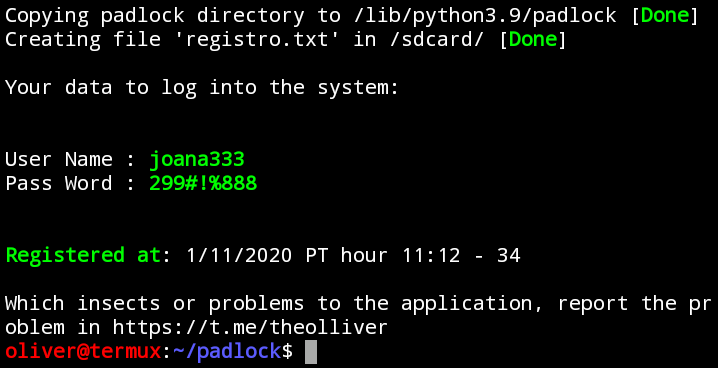 Copying padlock directory to /lib/python3.9/padlock [Done]
Creating file 'registro.txt' in /sdcard/ [Done]
Your data to log into the system:
User Name : joana333
Pass Word : 299#!%888
Registered at: 1/11/2020 PT hour 11:12 - 34
Which insects or problems to the application, report the pr
oblem in https://t.me/theolliver
oliver@termux:~/padlock$